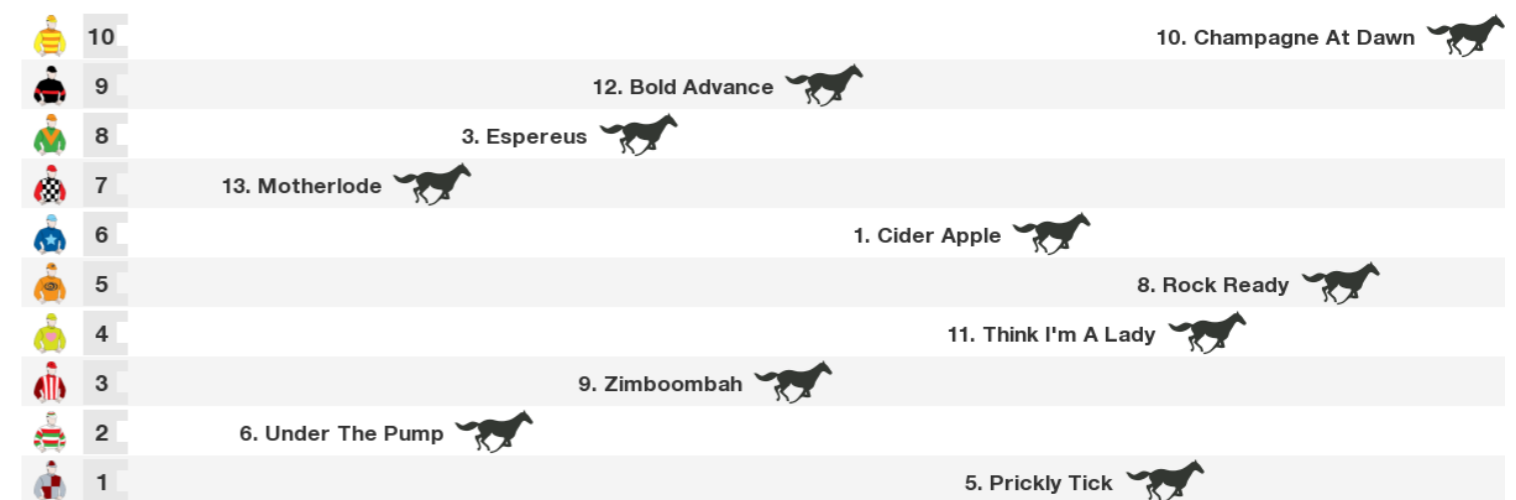 10 10. Champagne At Dawn
9 12. Bold Advance
8 3. Espereus
7 13. Motherlode
6 1. Cider Apple
5 8. Rock Ready
4 11. Think I'm A Lady
3 9. Zimboombah
2 6. Under The Pump
1 5. Prickly Tick